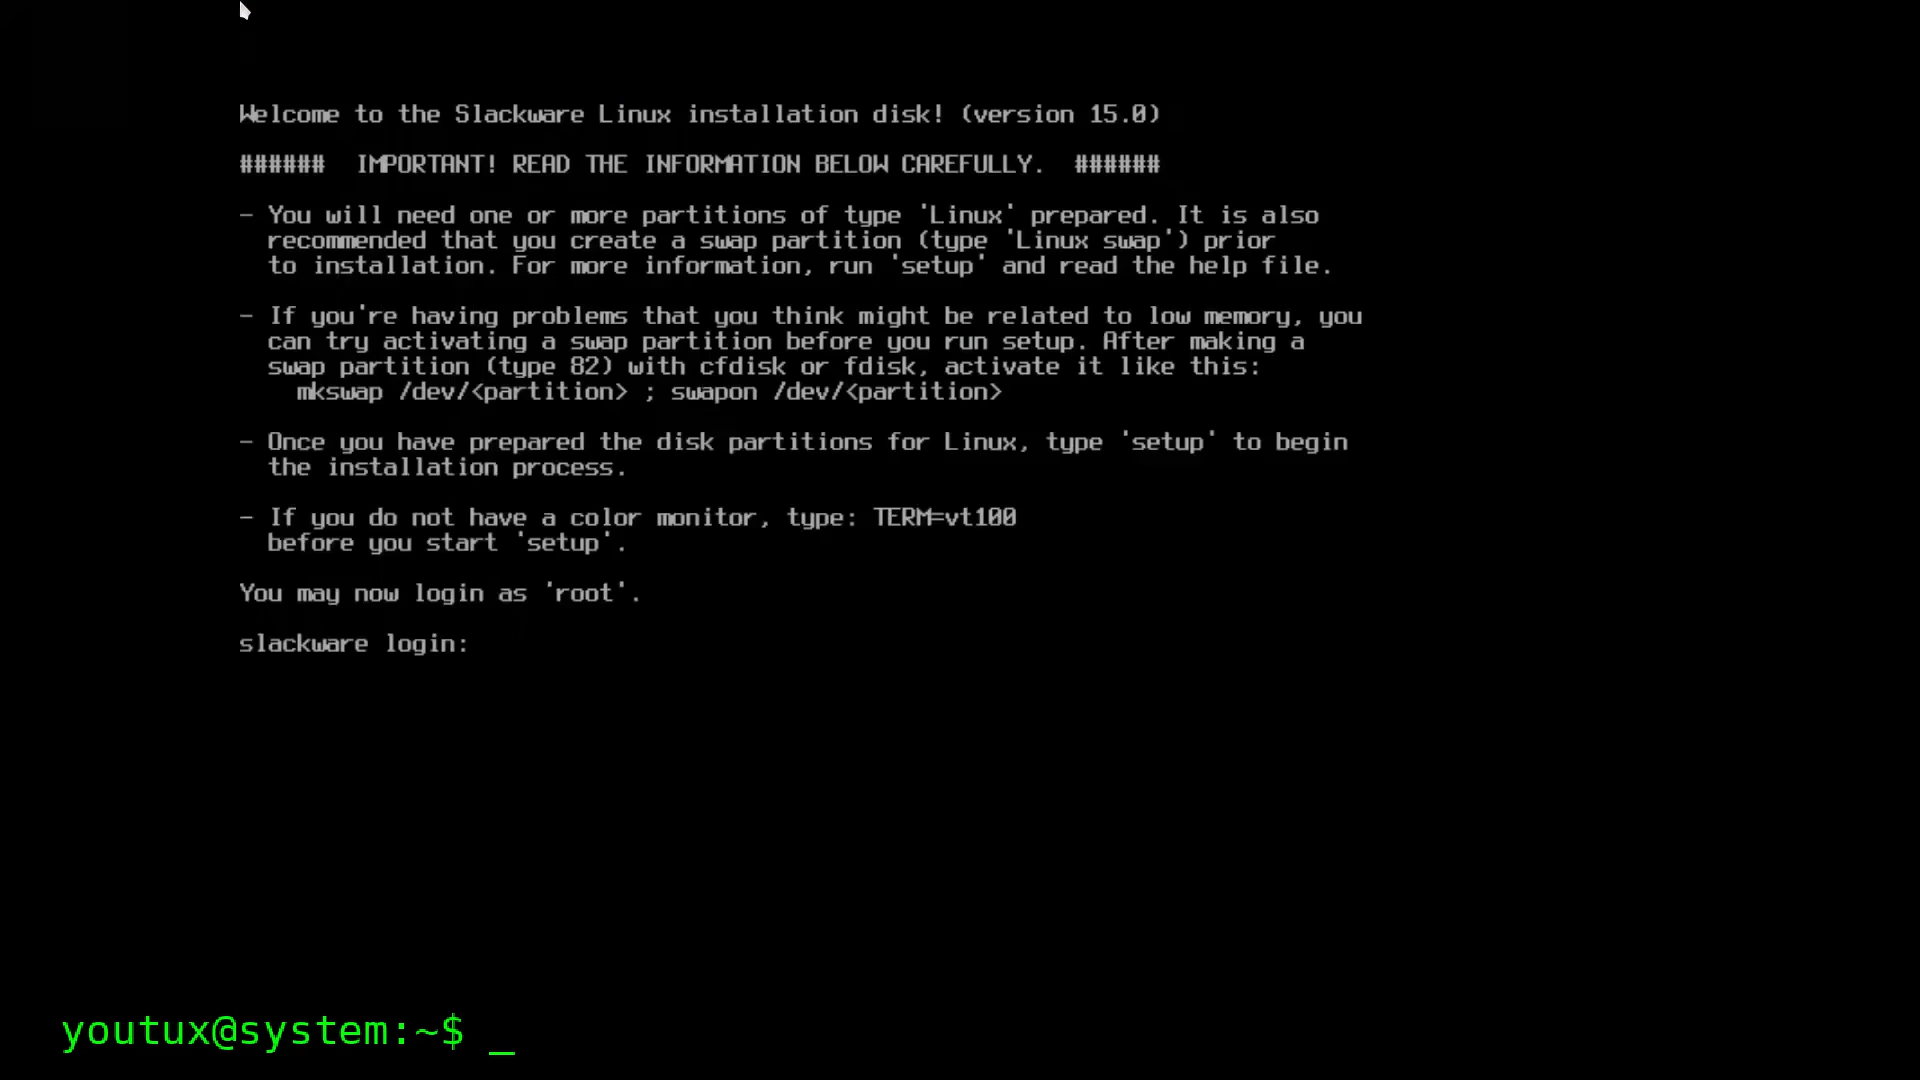 Welcome to the Slackware Linux installation disk! (version 15.0)
######  IMPORTANT! READ THE INFORMATION BELOW CAREFULLY.  ######
- You will need one or more partitions of type 'Linux' prepared. It is also
recommended that you create a swap partition (type 'Linux swap') prior
to installation. For more information, run 'setup' and read the help file.
- If you're having problems that you think might be related to low memory, you
can try activating a swap partition before you run setup. After making a
swap partition (type 82) with cfdisk or fdisk, activate it like this:
mkswap /dev/<partition> ; swapon /dev/<partition>
- Once you have prepared the disk partitions for Linux, type 'setup' to begin
the installation process.
- If you do not have a color monitor, type: TERM=vt100
before you start 'setup'.
You may now login as 'root'.
slackware login:
youtux@system:~$ _